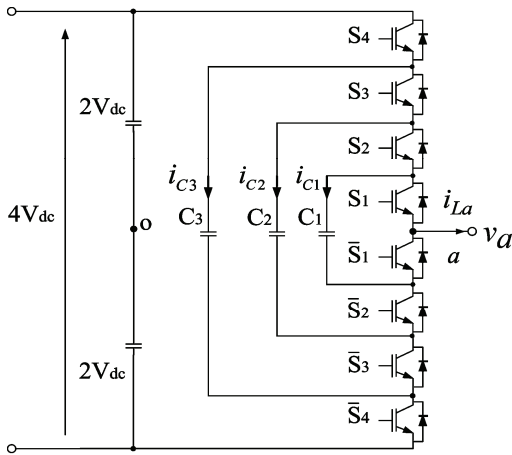 S4
S3
2Vdc
S2
iC3
iC2
iC1
S1
iLa
4Vdc
o
C3
C2
C1
va
S̄1
a
S̄2
2Vdc
S̄3
S̄4